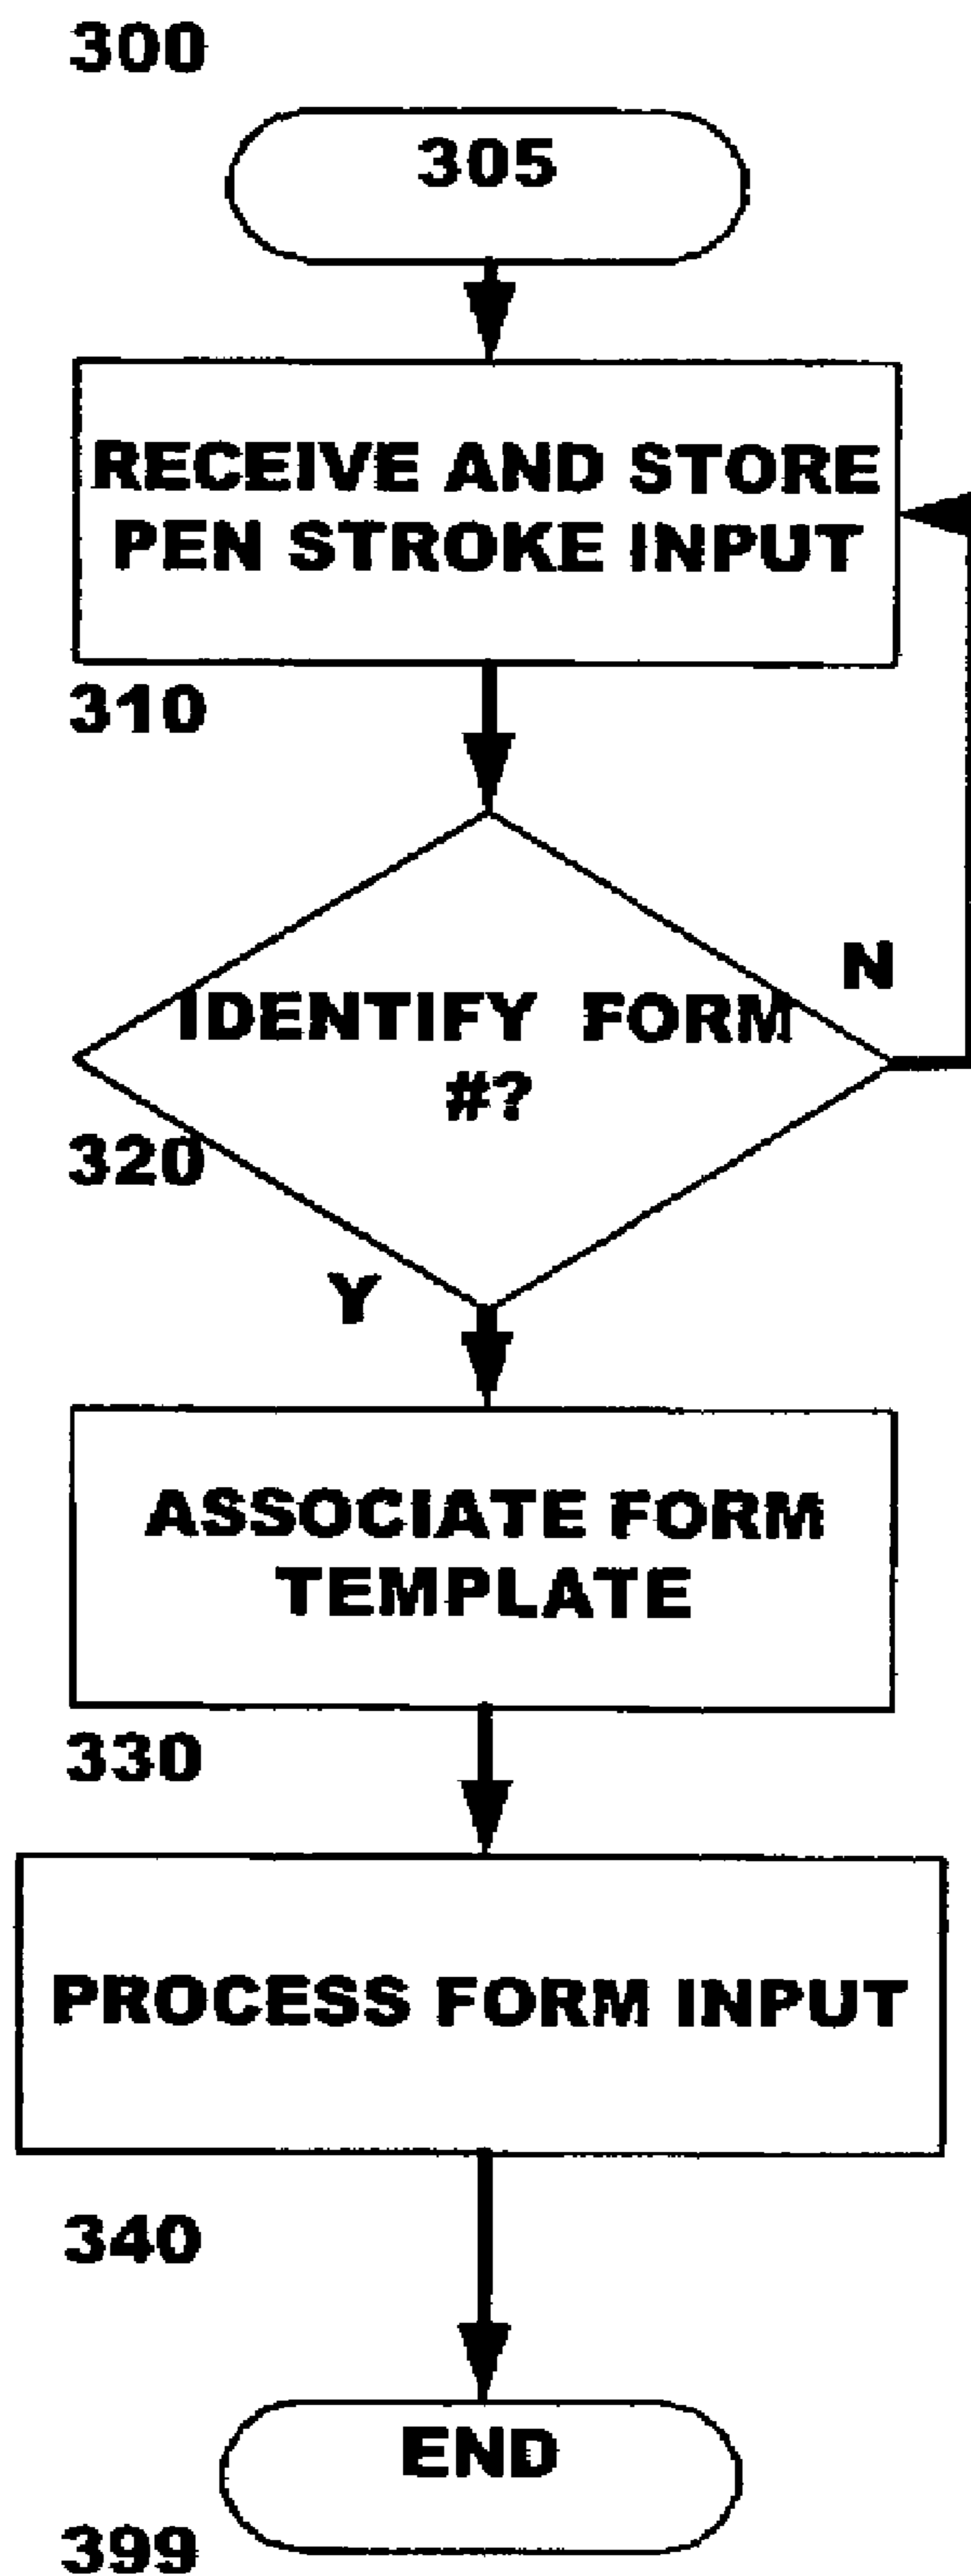 300
305
RECEIVE AND STORE
PEN STROKE INPUT
310
N
IDENTIFY FORM
#?
320
Y
ASSOCIATE FORM
TEMPLATE
330
PROCESS FORM INPUT
340
END
399